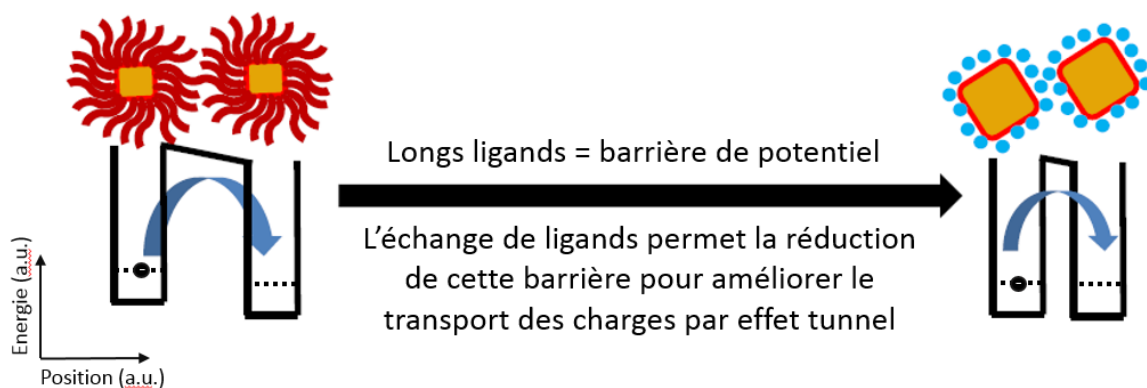 Longs ligands = barrière de potentiel
L'échange de ligands permet la réduction
de cette barrière pour améliorer le
transport des charges par effet tunnel
Energie (a.u.)
Position (a.u.)